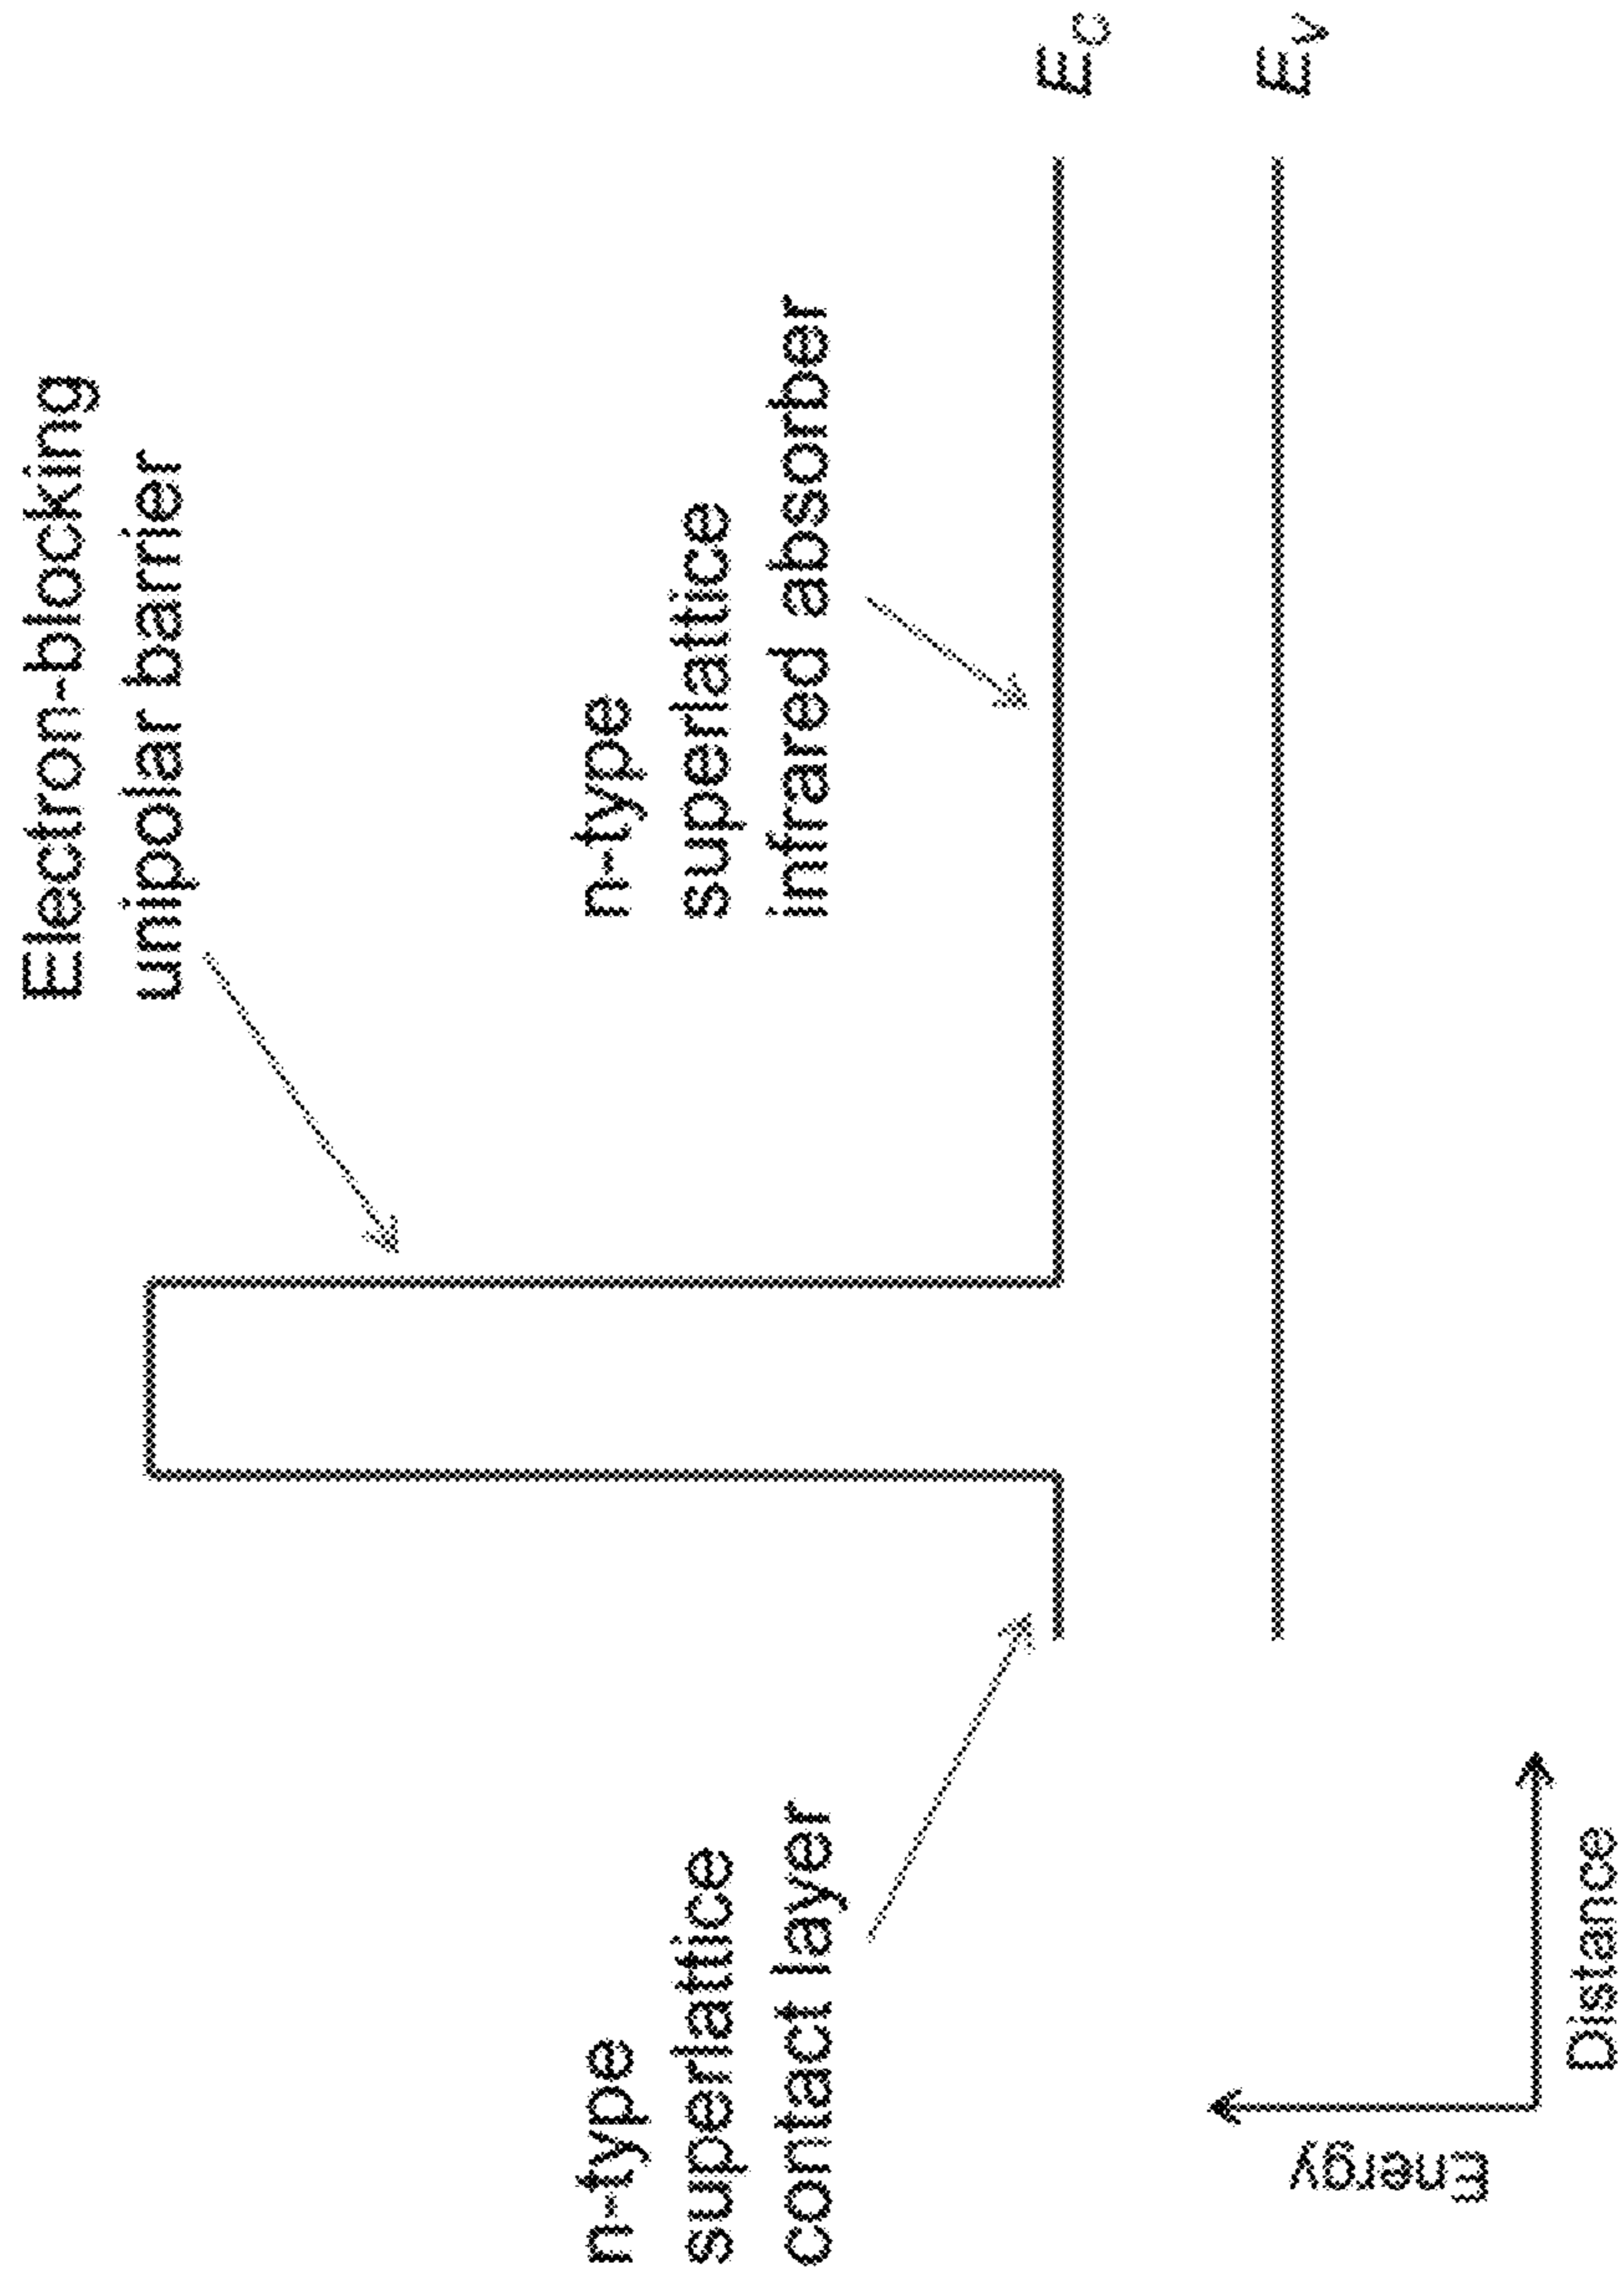 Electron-blocking
unipolar barrier
n-type
superlattice
contact layer
n-type
superlattice
infrared absorber
E_C
E_V
Energy
Distance